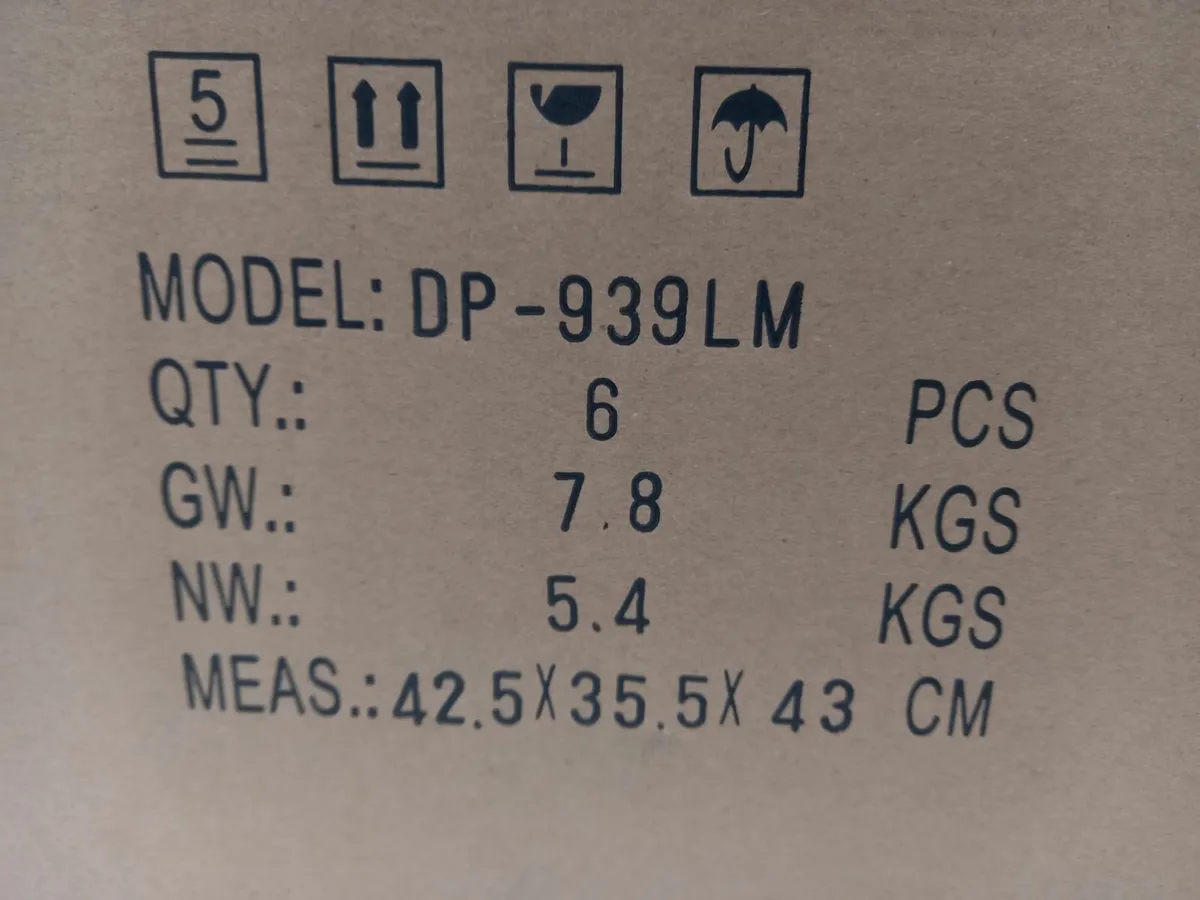 5
MODEL: DP-939LM
QTY.: 6 PCS
GW.: 7.8 KGS
NW.: 5.4 KGS
MEAS.: 42.5X35.5X 43 CM